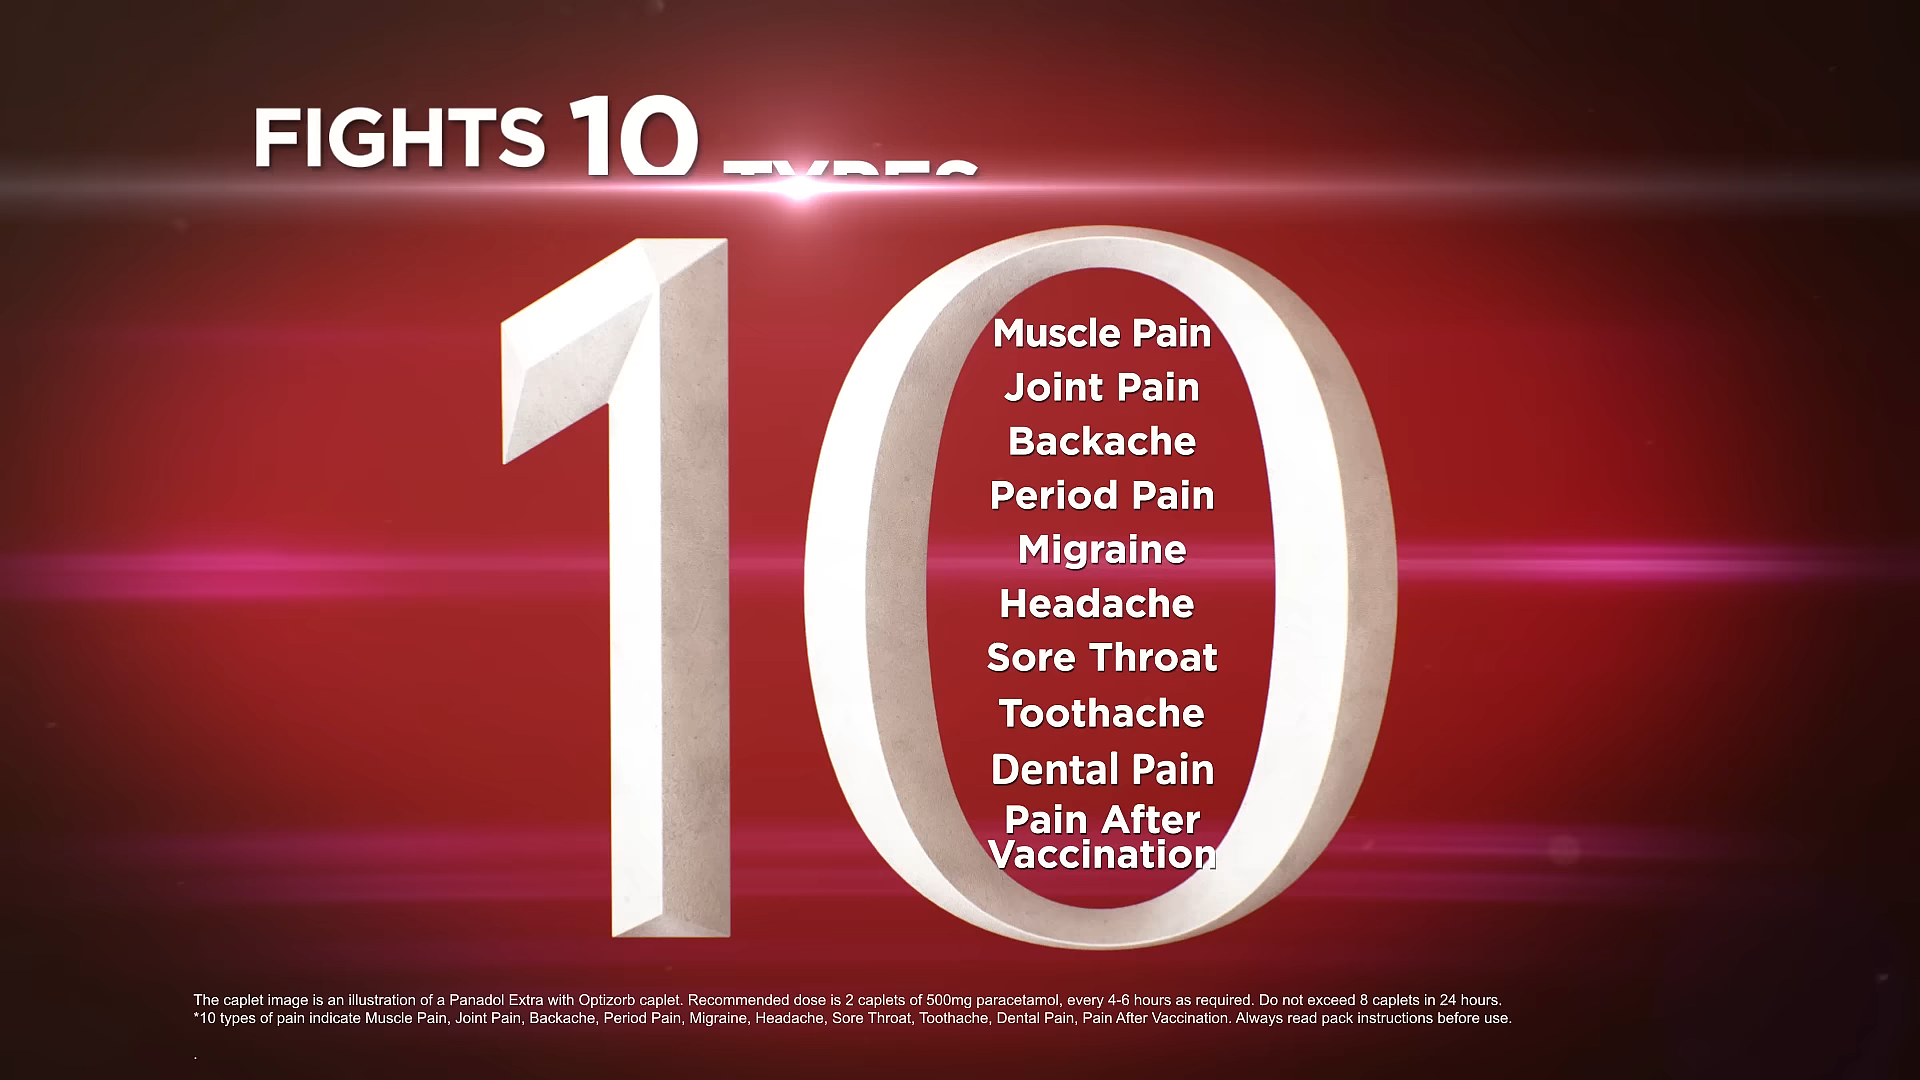 FIGHTS 10 TYPES
10
Muscle Pain
Joint Pain
Backache
Period Pain
Migraine
Headache
Sore Throat
Toothache
Dental Pain
Pain After
Vaccination
The caplet image is an illustration of a Panadol Extra with Optizorb caplet. Recommended dose is 2 caplets of 500mg paracetamol, every 4-6 hours as required. Do not exceed 8 caplets in 24 hours.
*10 types of pain indicate Muscle Pain, Joint Pain, Backache, Period Pain, Migraine, Headache, Sore Throat, Toothache, Dental Pain, Pain After Vaccination. Always read pack instructions before use.
.